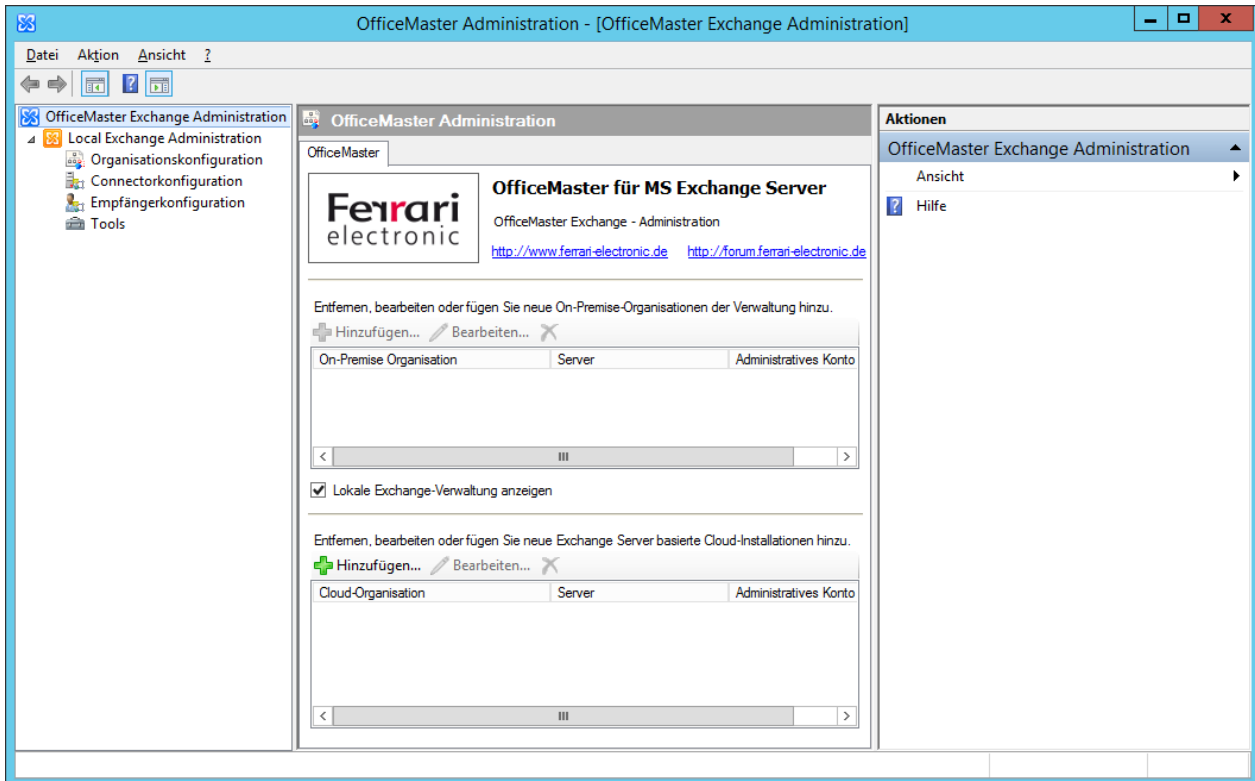 OfficeMaster Administration - [OfficeMaster Exchange Administration]
Datei Aktion Ansicht ?
OfficeMaster Exchange Administration
Local Exchange Administration
Organisationskonfiguration
Connectorkonfiguration
Empfängerkonfiguration
Tools
OfficeMaster Administration
OfficeMaster
Ferrari
electronic
OfficeMaster für MS Exchange Server
OfficeMaster Exchange - Administration
http://www.ferrari-electronic.de http://forum.ferrari-electronic.de
Entfernen, bearbeiten oder fügen Sie neue On-Premise-Organisationen der Verwaltung hinzu.
Hinzufügen... Bearbeiten...
On-Premise Organisation Server Administratives Konto
Lokale Exchange-Verwaltung anzeigen
Entfernen, bearbeiten oder fügen Sie neue Exchange Server basierte Cloud-Installationen hinzu.
Hinzufügen... Bearbeiten...
Cloud-Organisation Server Administratives Konto
Aktionen
OfficeMaster Exchange Administration
Ansicht
Hilfe